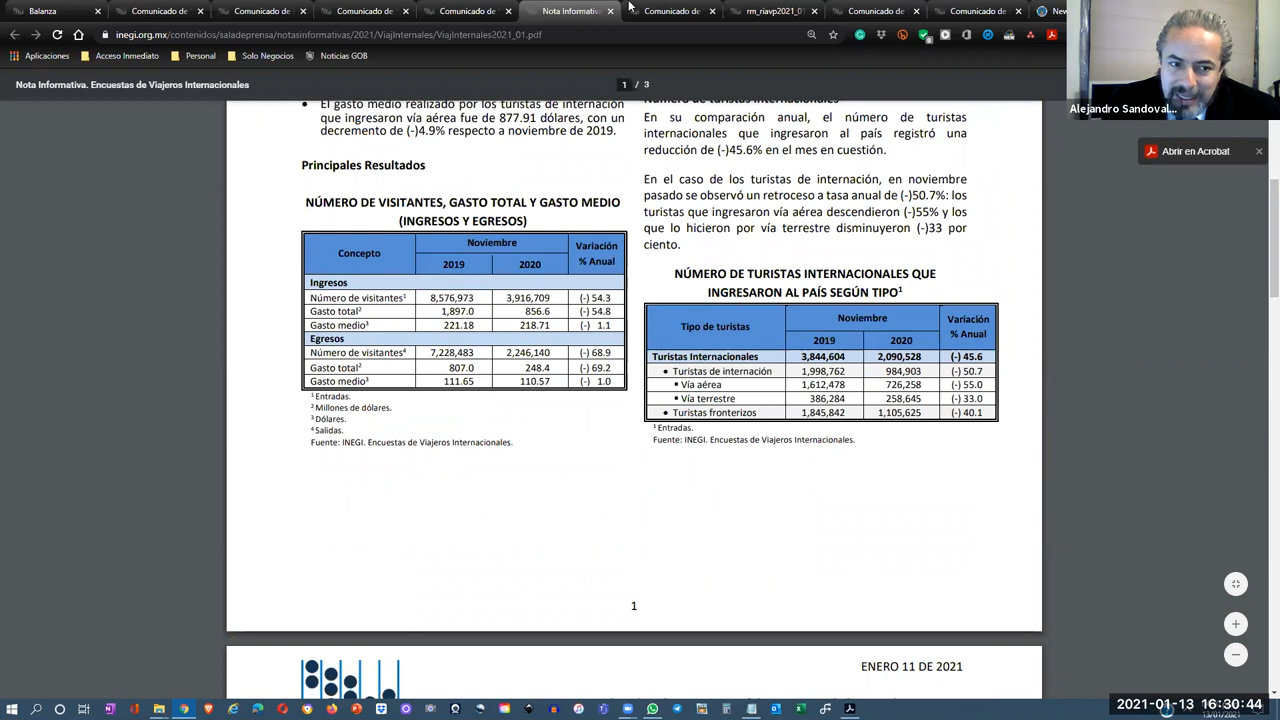 Balanza
Comunicado de
Comunicado de
Comunicado de
Comunicado de
Nota Informativ
Comunicado de
rm_riavp2021_0
Comunicado de
Comunicado de
New
inegi.org.mx/contenidos/saladeprensa/notasinformativas/2021/ViajInternales/ViajInternales2021_01.pdf
Aplicaciones
Acceso Inmediato
Personal
Solo Negocios
Noticias GOB
Nota Informativa. Encuestas de Viajeros Internacionales
1 / 3
Alejandro Sandoval...
Abrir en Acrobat
• El gasto medio realizado por los turistas de internación
que ingresaron vía aérea fue de 877.91 dólares, con un
decremento de (-)4.9% respecto a noviembre de 2019.
Principales Resultados
NÚMERO DE VISITANTES, GASTO TOTAL Y GASTO MEDIO
(INGRESOS Y EGRESOS)
Concepto Noviembre Variación % Anual
2019 2020
Ingresos
Número de visitantes¹ 8,576,973 3,916,709 (-) 54.3
Gasto total² 1,897.0 856.6 (-) 54.8
Gasto medio³ 221.18 218.71 (-) 1.1
Egresos
Número de visitantes⁴ 7,228,483 2,246,140 (-) 68.9
Gasto total² 807.0 248.4 (-) 69.2
Gasto medio³ 111.65 110.57 (-) 1.0
¹ Entradas.
² Millones de dólares.
³ Dólares.
⁴ Salidas.
Fuente: INEGI. Encuestas de Viajeros Internacionales.
Número de turistas internacionales
En su comparación anual, el número de turistas
internacionales que ingresaron al país registró una
reducción de (-)45.6% en el mes en cuestión.
En el caso de los turistas de internación, en noviembre
pasado se observó un retroceso a tasa anual de (-)50.7%: los
turistas que ingresaron vía aérea descendieron (-)55% y los
que lo hicieron por vía terrestre disminuyeron (-)33 por
ciento.
NÚMERO DE TURISTAS INTERNACIONALES QUE
INGRESARON AL PAÍS SEGÚN TIPO¹
Tipo de turistas Noviembre Variación % Anual
2019 2020
Turistas Internacionales 3,844,604 2,090,528 (-) 45.6
• Turistas de internación 1,998,762 984,903 (-) 50.7
▪ Vía aérea 1,612,478 726,258 (-) 55.0
▪ Vía terrestre 386,284 258,645 (-) 33.0
• Turistas fronterizos 1,845,842 1,105,625 (-) 40.1
¹ Entradas.
Fuente: INEGI. Encuestas de Viajeros Internacionales.
1
ENERO 11 DE 2021
2021-01-13 16:30:44